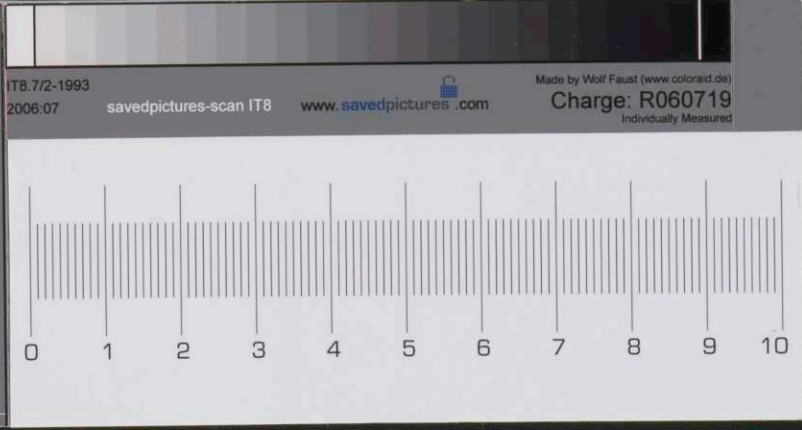 IT8.7/2-1993
Made by Wolf Faust (www.coloraid.de)
2006:07 savedpictures-scan IT8 www.savedpictures.com Charge: R060719
Individually Measured
0 1 2 3 4 5 6 7 8 9 10